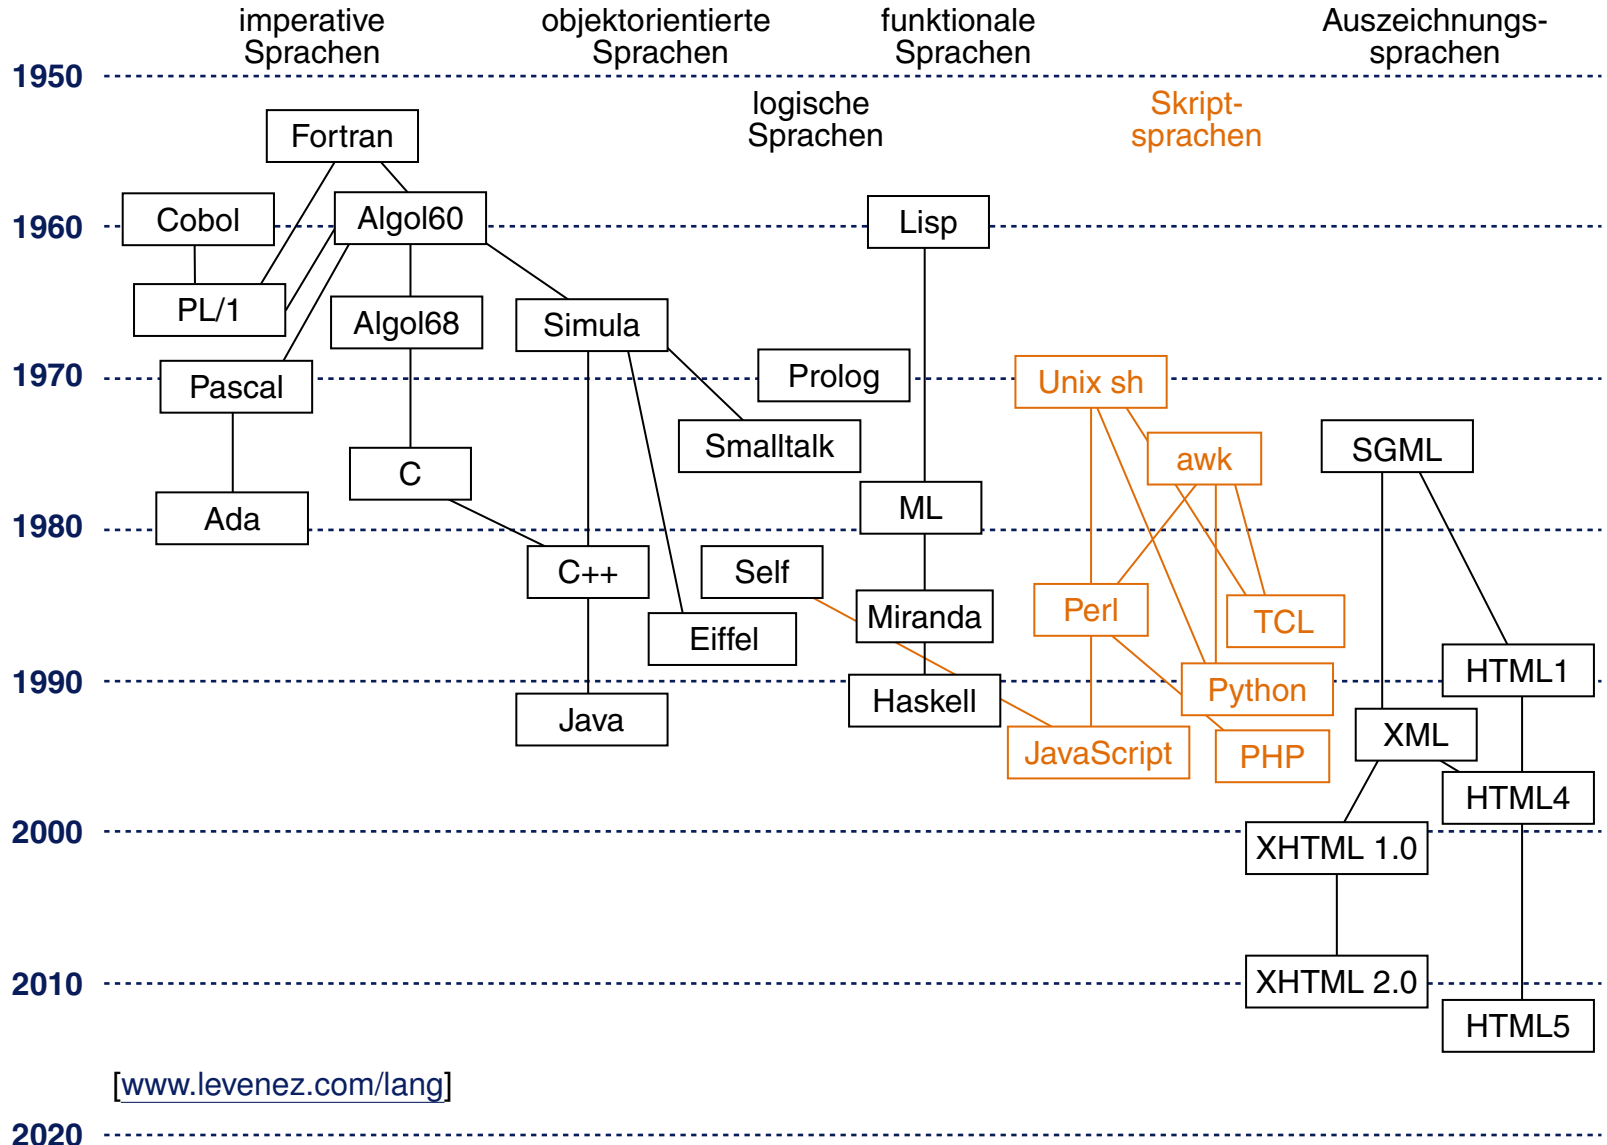 imperative
Sprachen
objektorientierte
Sprachen
funktionale
Sprachen
Auszeichnungs-
sprachen
1950
logische
Sprachen
Skript-
sprachen
Fortran
Cobol
Algol60
Lisp
1960
PL/1
Algol68
Simula
Prolog
1970
Pascal
Unix sh
Smalltalk
awk
SGML
C
Ada
ML
1980
C++
Self
Miranda
Perl
TCL
Eiffel
HTML1
1990
Haskell
Python
Java
XML
JavaScript
PHP
HTML4
2000
XHTML 1.0
2010
XHTML 2.0
HTML5
[www.levenez.com/lang]
2020